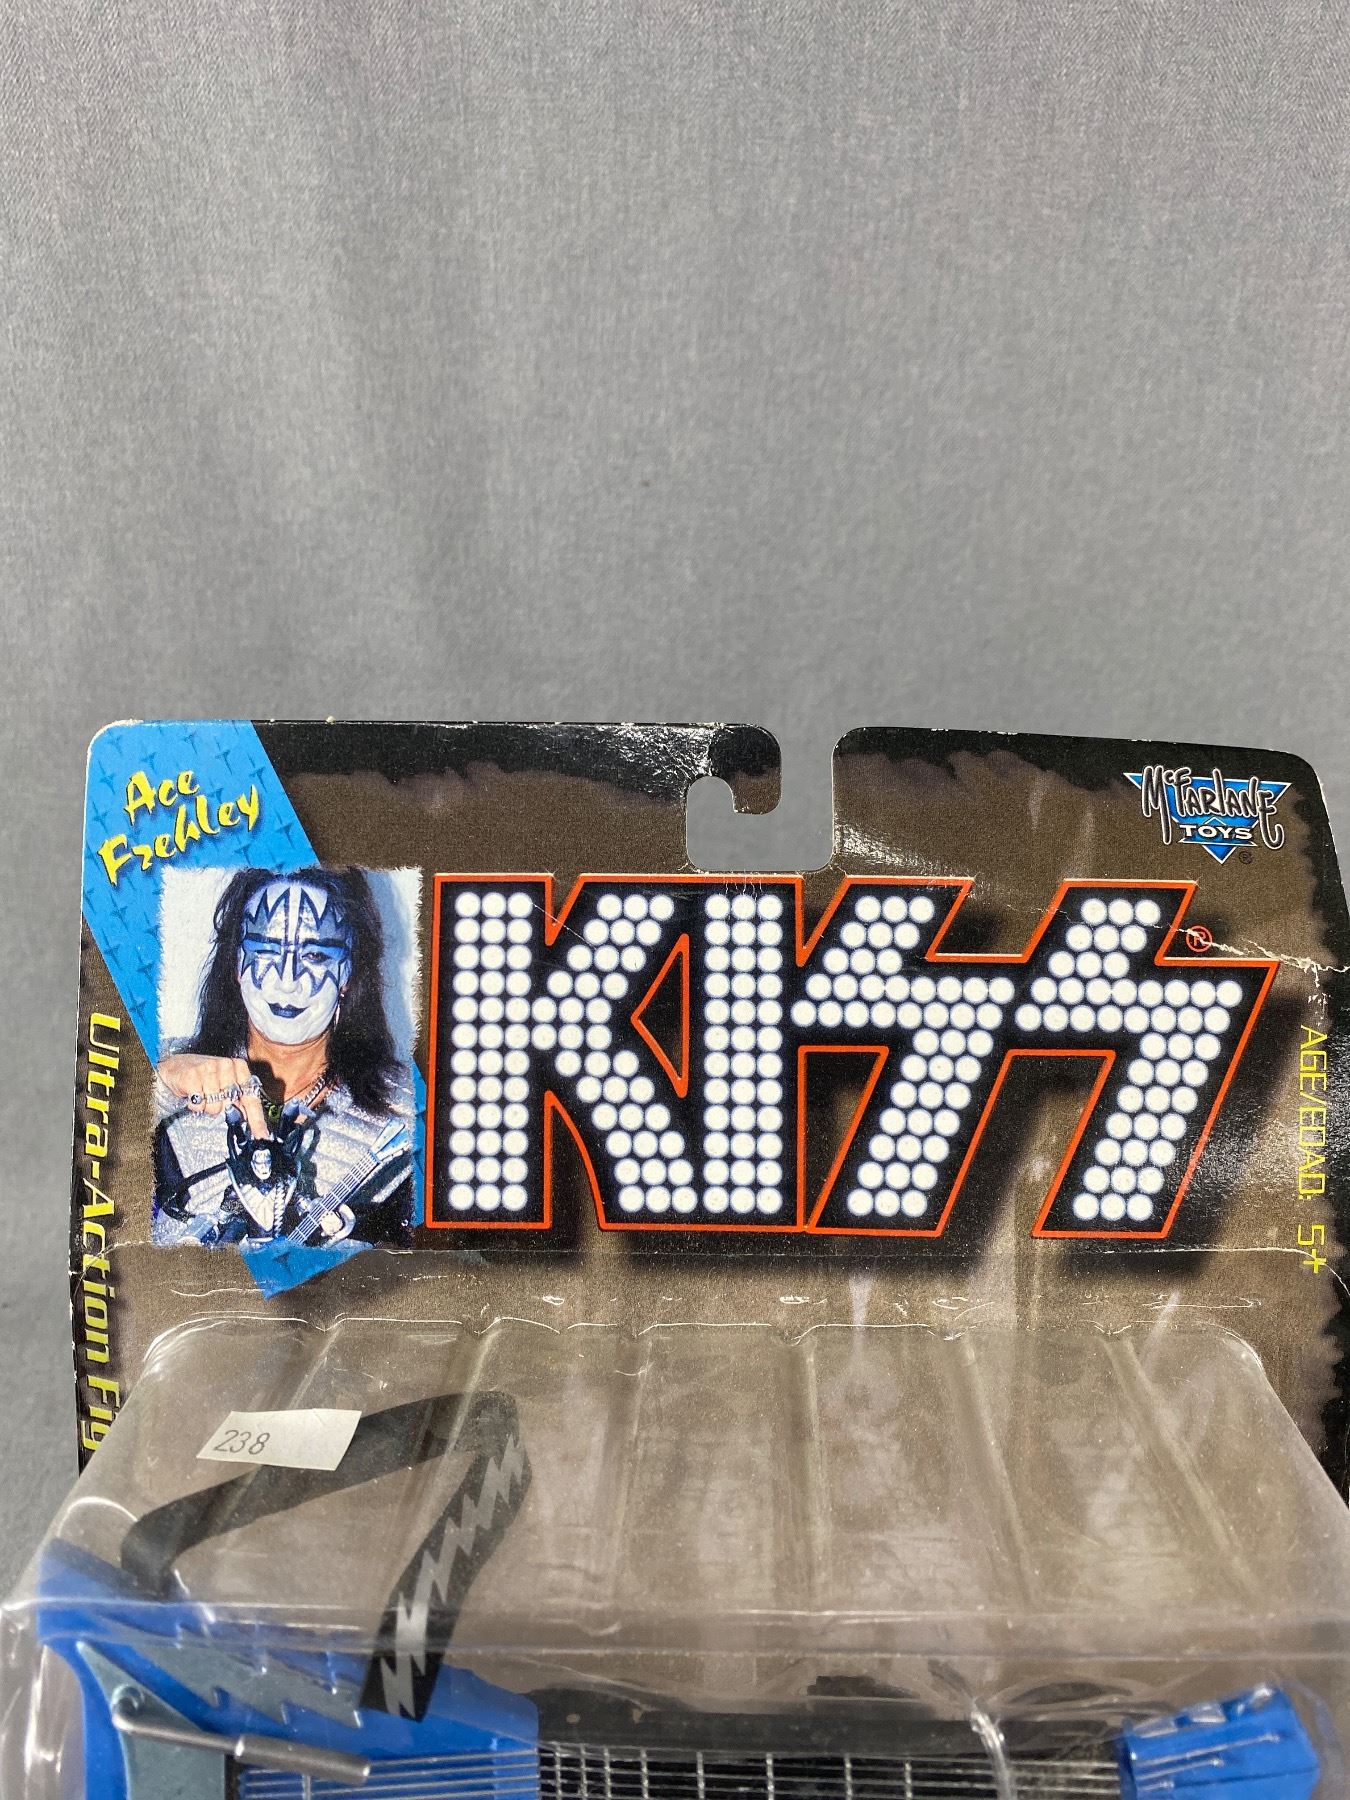 Ace
Frehley
McFARLANE
TOYS
®
KISS®
Ultra-Action Fig
AGE/EDAD: 5+
238